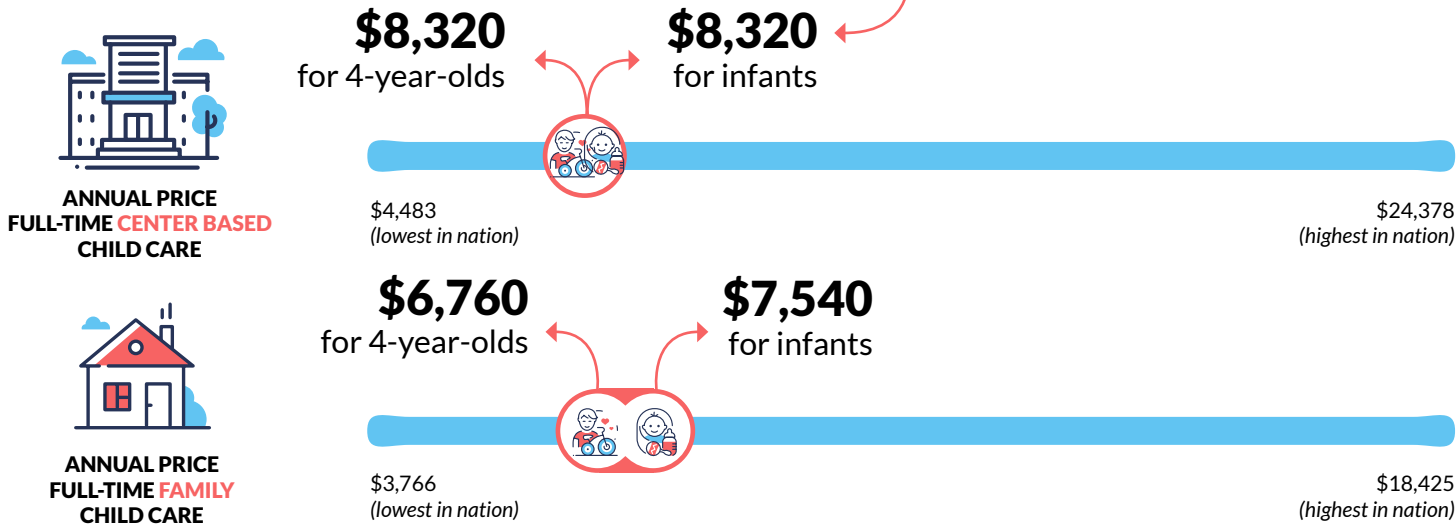 $8,320
for 4-year-olds
$8,320
for infants
ANNUAL PRICE
FULL-TIME CENTER BASED
CHILD CARE
$4,483
(lowest in nation)
$24,378
(highest in nation)
$6,760
for 4-year-olds
$7,540
for infants
ANNUAL PRICE
FULL-TIME FAMILY
CHILD CARE
$3,766
(lowest in nation)
$18,425
(highest in nation)